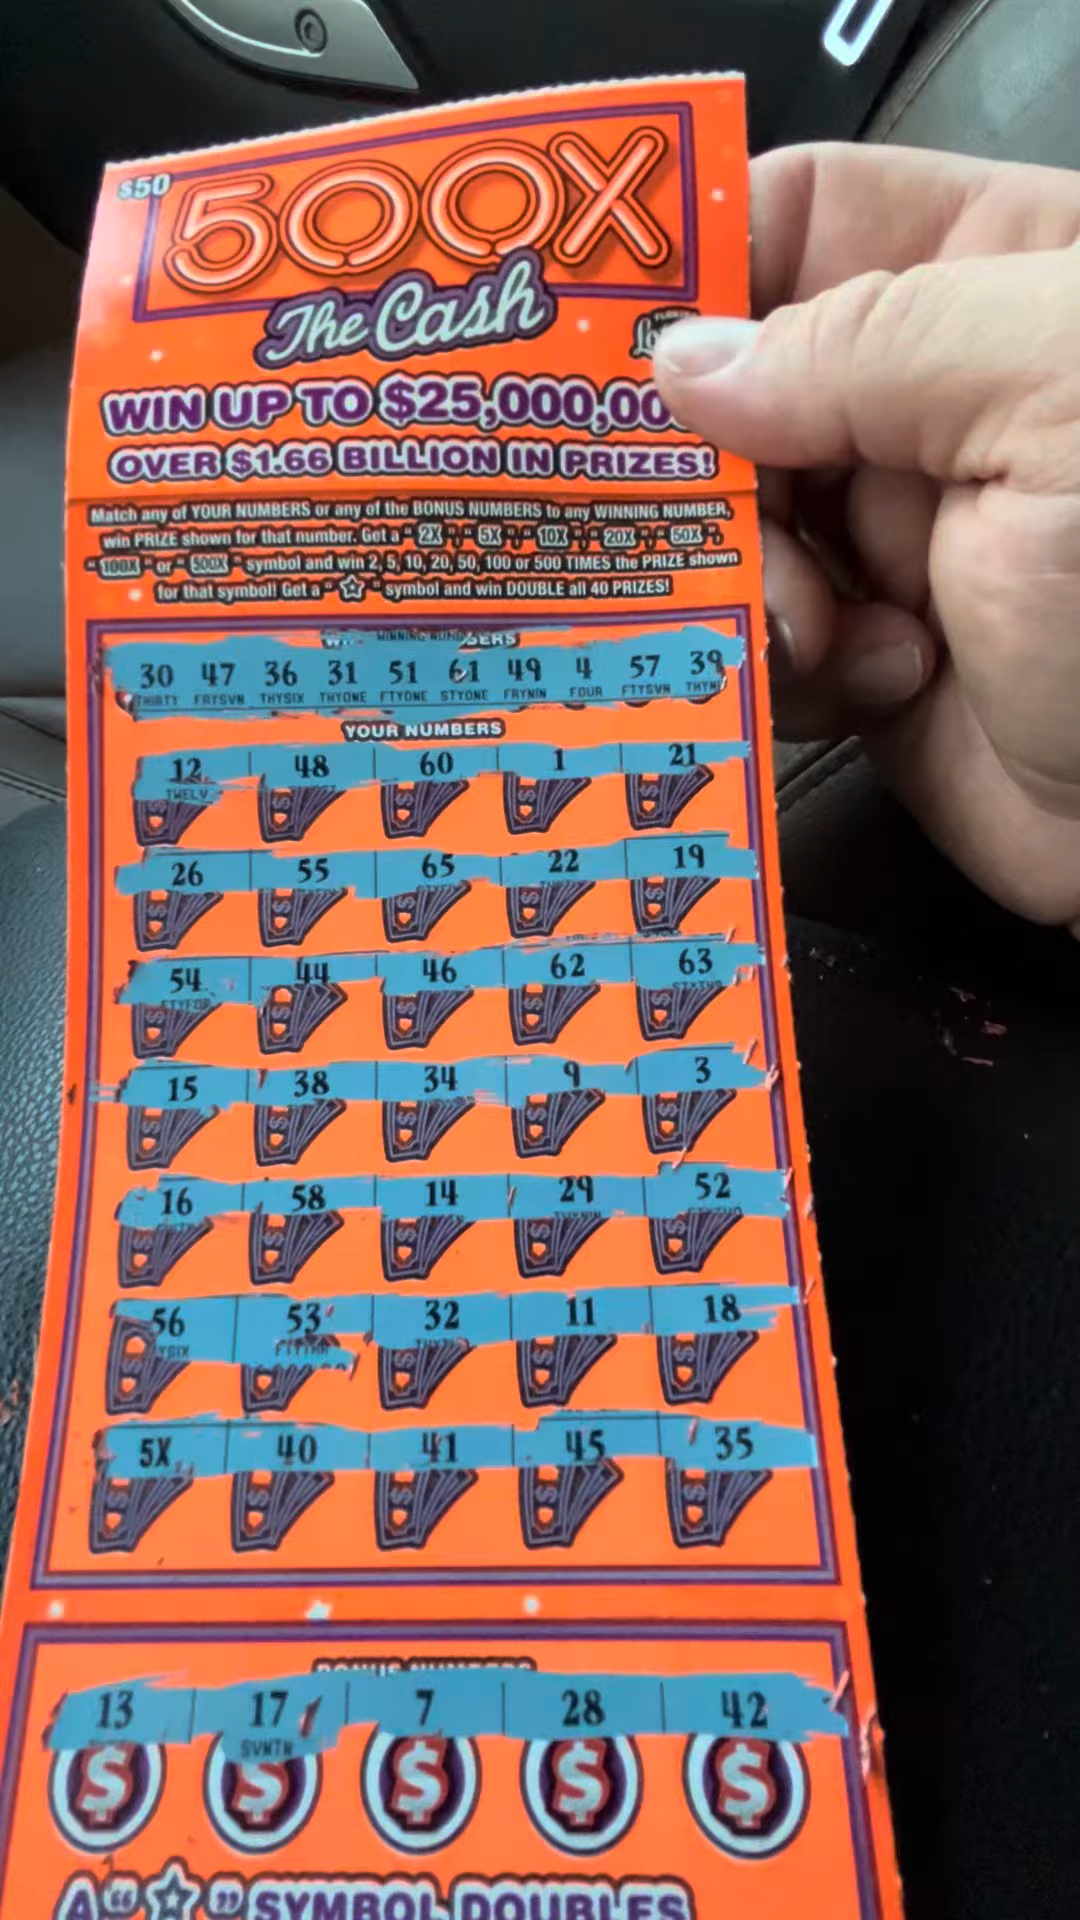 $50
500X
The Cash
WIN UP TO $25,000,00
OVER $1.66 BILLION IN PRIZES!
Match any of YOUR NUMBERS or any of the BONUS NUMBERS to any WINNING NUMBER,
win PRIZE shown for that number. Get a "2X", "5X", "10X", "20X", "50X",
"100X" or "500X" symbol and win 2, 5, 10, 20, 50, 100 or 500 TIMES the PRIZE shown
for that symbol! Get a "☆" symbol and win DOUBLE all 40 PRIZES!
30 47 36 31 51 61 49 4 57 39
THIRTY FRYSVN THYSIX THYONE FTYONE STYONE FRYNIN FOUR FTYSVN THYNI
YOUR NUMBERS
12 48 60 1 21
TWELV
26 55 65 22 19
54 44 46 62 63
FTYFOR
15 38 34 9 3
16 58 14 29 52
56 53 32 11 18
YSIX
5X 40 41 45 35
BONUS NUMBERS
13 17 7 28 42
SVNTN
A "☆" SYMBOL DOUBLES